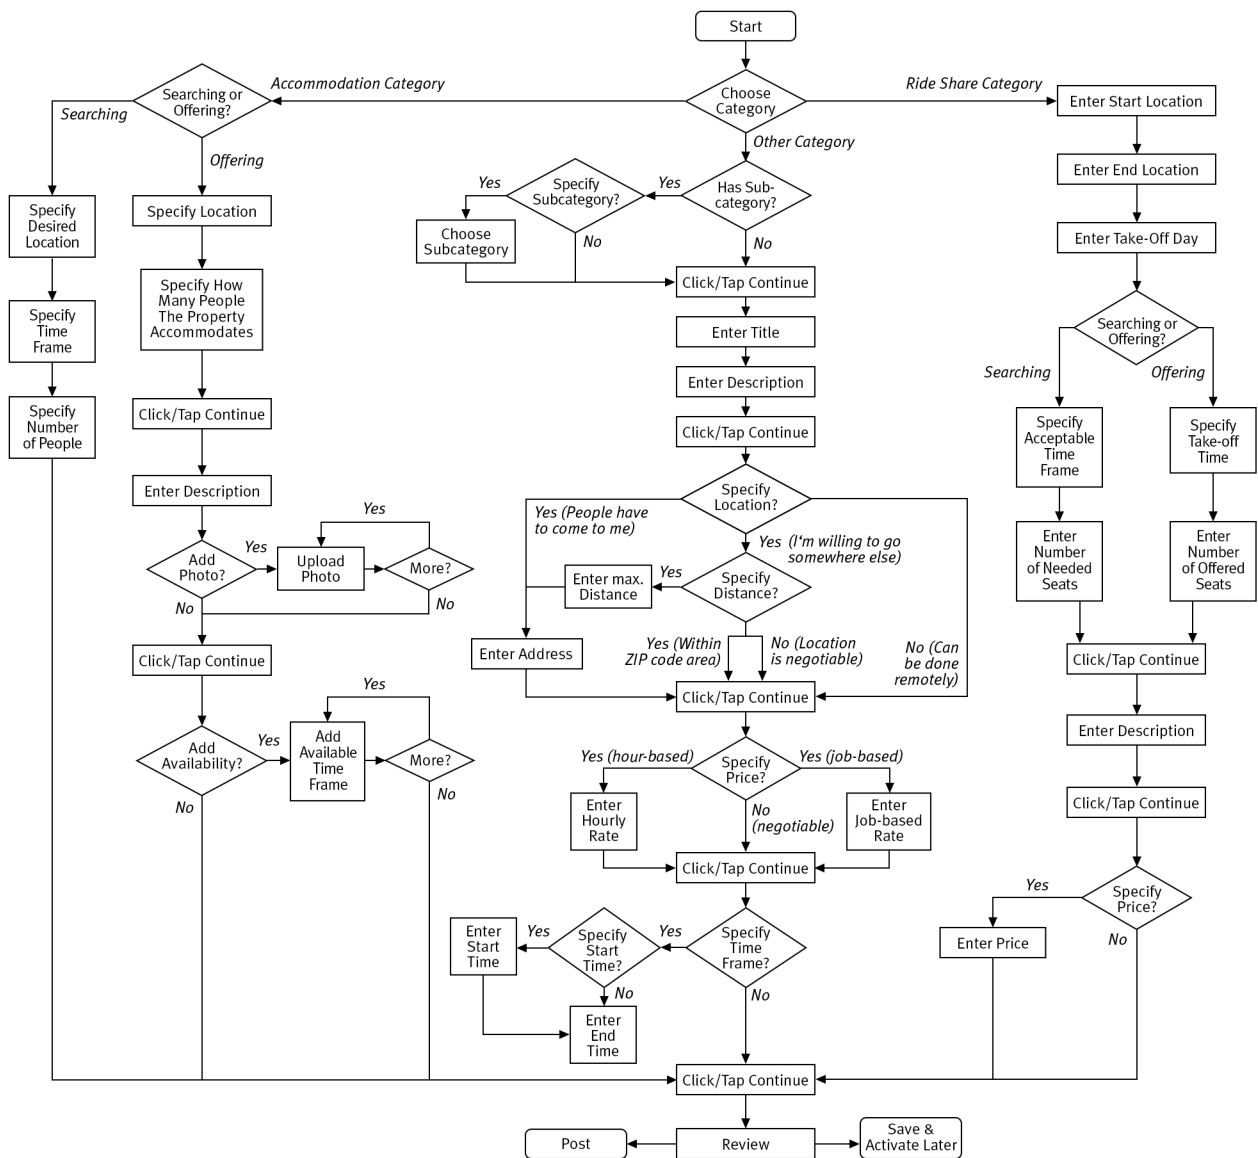 Start
Accommodation Category
Choose
Category
Ride Share Category
Other Category
Searching or
Offering?
Searching
Offering
Specify
Desired
Location
Specify
Time
Frame
Specify
Number
of People
Specify Location
Specify How
Many People
The Property
Accommodates
Click/Tap Continue
Enter Description
Add
Photo?
Yes
Upload
Photo
More?
Yes
No
No
Click/Tap Continue
Add
Availability?
Yes
Add
Available
Time
Frame
More?
Yes
No
No
Has Sub-
category?
Yes
Specify
Subcategory?
Yes
Choose
Subcategory
No
No
Click/Tap Continue
Enter Title
Enter Description
Click/Tap Continue
Specify
Location?
Yes (People have
to come to me)
Yes (I'm willing to go
somewhere else)
Specify
Distance?
Yes
Enter max.
Distance
Enter Address
Yes (Within
ZIP code area)
No (Location
is negotiable)
No (Can
be done
remotely)
Click/Tap Continue
Specify
Price?
Yes (hour-based)
Yes (job-based)
Enter
Hourly
Rate
No
(negotiable)
Enter
Job-based
Rate
Click/Tap Continue
Specify
Time
Frame?
Yes
Specify
Start
Time?
Yes
Enter
Start
Time
No
Enter
End
Time
No
Enter Start Location
Enter End Location
Enter Take-Off Day
Searching or
Offering?
Searching
Offering
Specify
Acceptable
Time
Frame
Specify
Take-off
Time
Enter
Number
of Needed
Seats
Enter
Number
of Offered
Seats
Click/Tap Continue
Enter Description
Click/Tap Continue
Specify
Price?
Yes
Enter Price
No
Click/Tap Continue
Review
Post
Save &
Activate Later